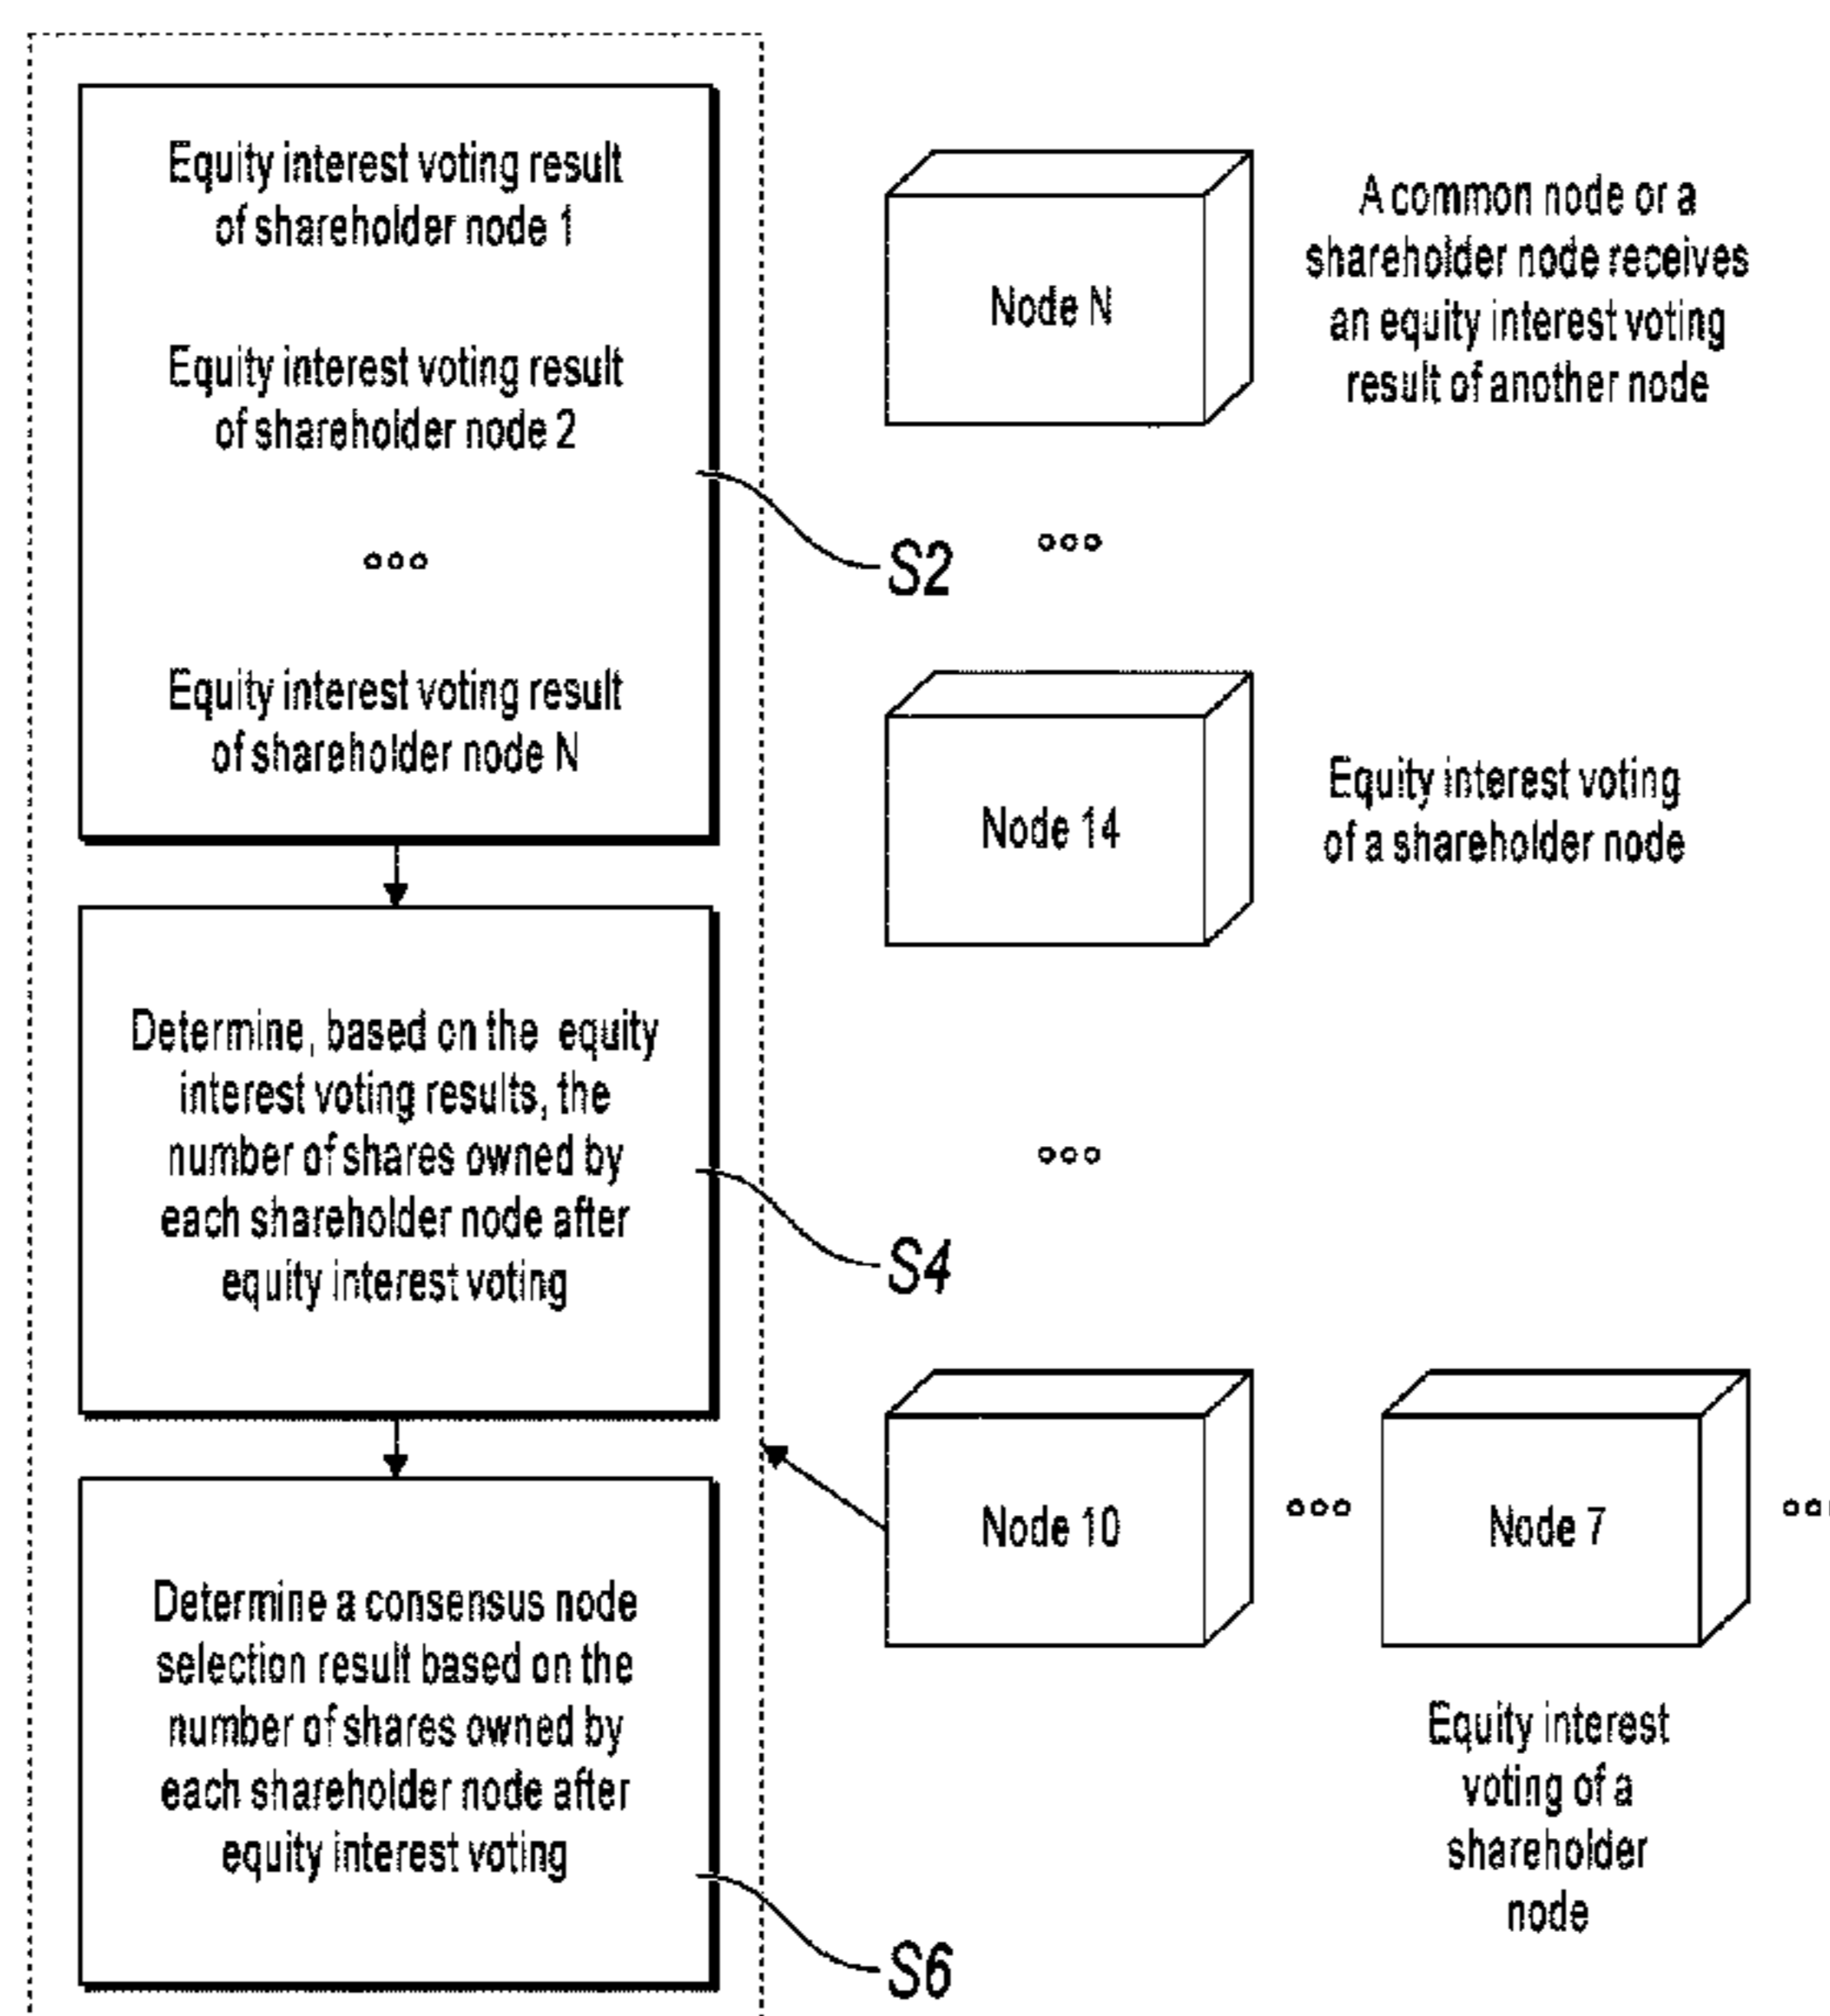 Equity interest voting result
of shareholder node 1
Equity interest voting result
of shareholder node 2
Equity interest voting result
of shareholder node N
S2
Determine, based on the equity
interest voting results, the
number of shares owned by
each shareholder node after
equity interest voting
S4
Determine a consensus node
selection result based on the
number of shares owned by
each shareholder node after
equity interest voting
S6
Node N
A common node or a
shareholder node receives
an equity interest voting
result of another node
Node 14
Equity interest voting
of a shareholder node
Node 10
Node 7
Equity interest
voting of a
shareholder
node